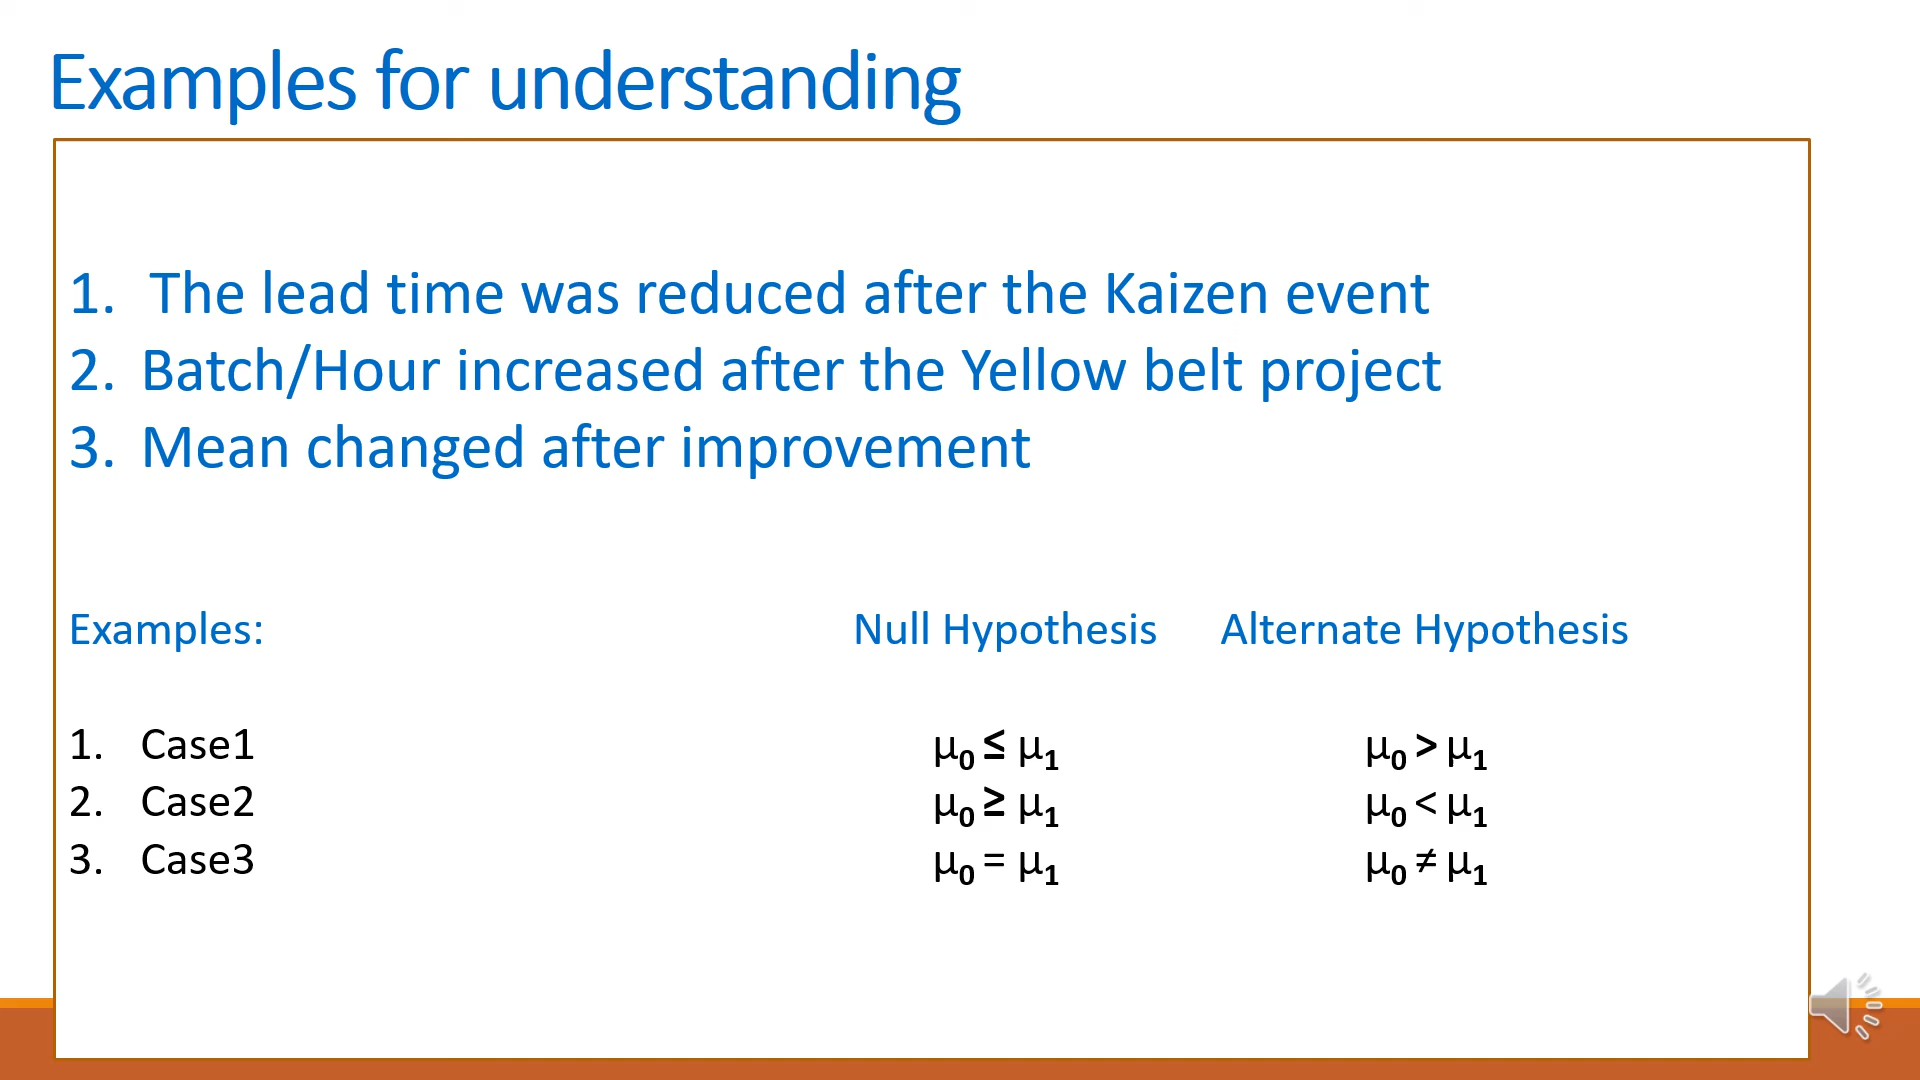 Examples for understanding
1. The lead time was reduced after the Kaizen event
2. Batch/Hour increased after the Yellow belt project
3. Mean changed after improvement
Examples: Null Hypothesis Alternate Hypothesis
1. Case1 μ₀ ≤ μ₁ μ₀ > μ₁
2. Case2 μ₀ ≥ μ₁ μ₀ < μ₁
3. Case3 μ₀ = μ₁ μ₀ ≠ μ₁